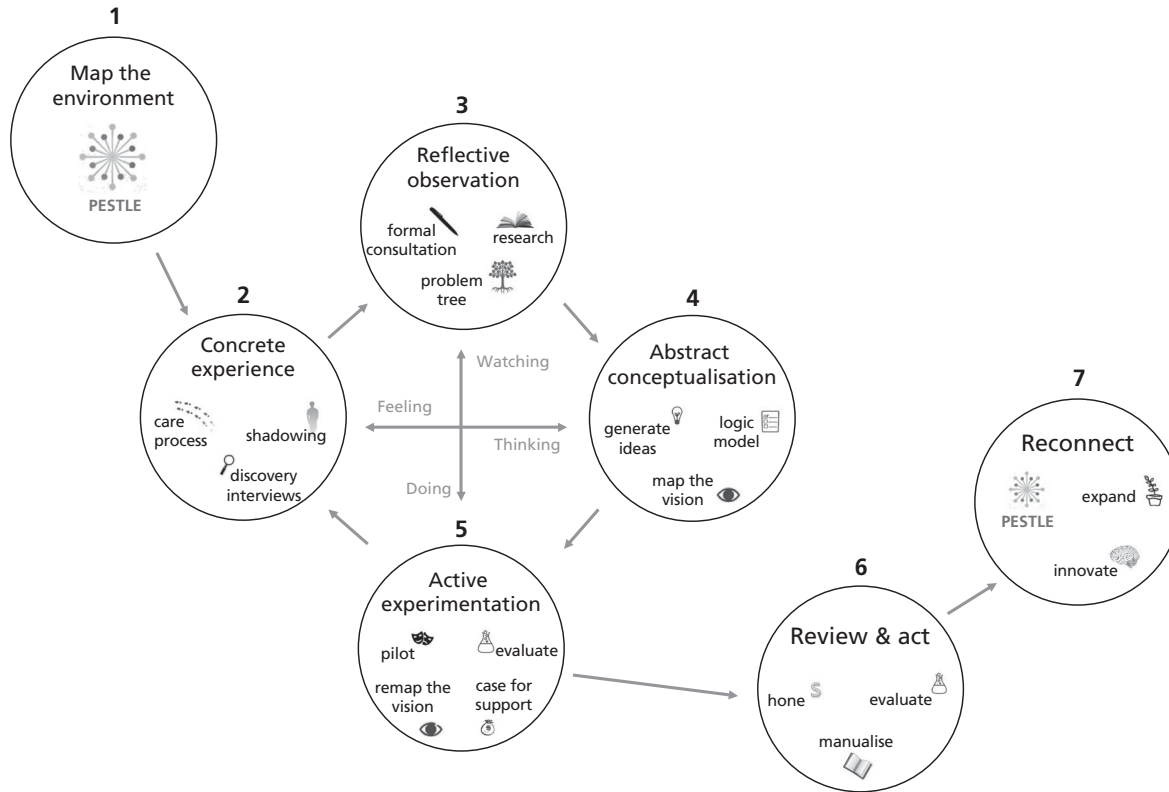 1
Map the
environment
PESTLE
2
Concrete
experience
care
process
shadowing
discovery
interviews
3
Reflective
observation
formal
consultation
research
problem
tree
4
Abstract
conceptualisation
generate
ideas
logic
model
map the
vision
Watching
Feeling
Thinking
Doing
5
Active
experimentation
pilot
evaluate
remap the
vision
case for
support
6
Review & act
hone
S
evaluate
manualise
7
Reconnect
PESTLE
expand
innovate